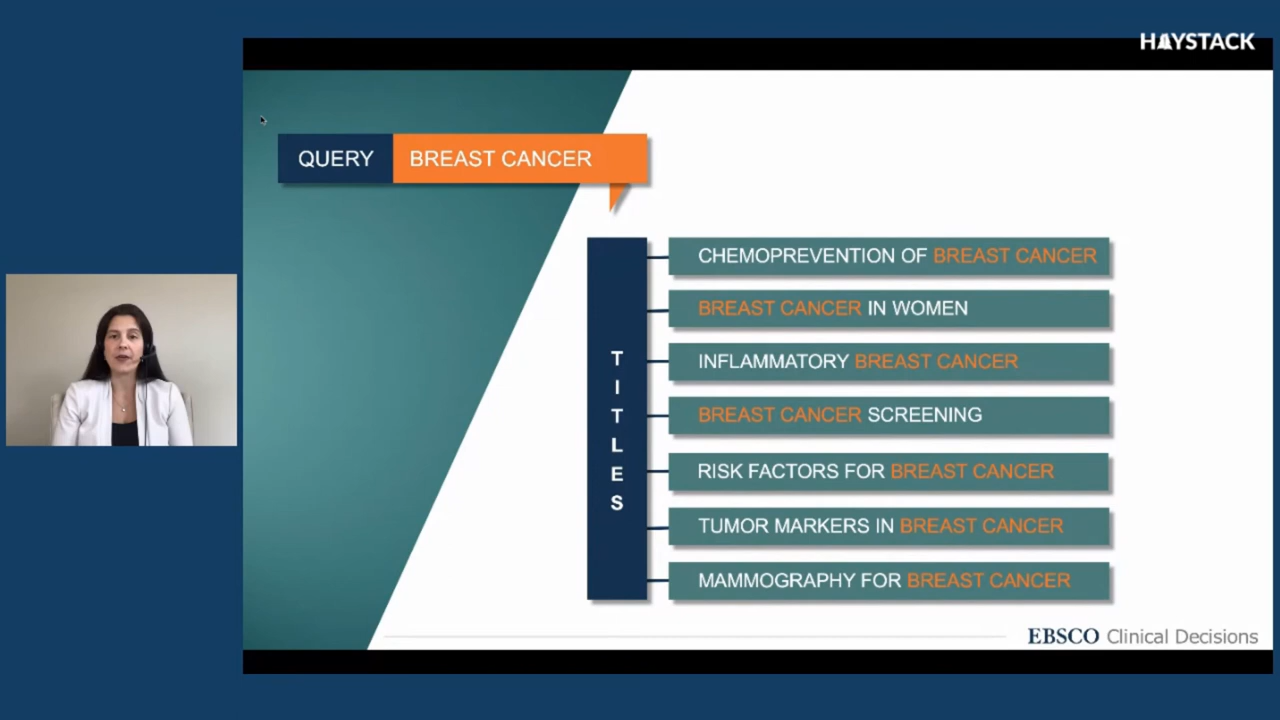 HAYSTACK
QUERY BREAST CANCER
TITLES
CHEMOPREVENTION OF BREAST CANCER
BREAST CANCER IN WOMEN
INFLAMMATORY BREAST CANCER
BREAST CANCER SCREENING
RISK FACTORS FOR BREAST CANCER
TUMOR MARKERS IN BREAST CANCER
MAMMOGRAPHY FOR BREAST CANCER
EBSCO Clinical Decisions